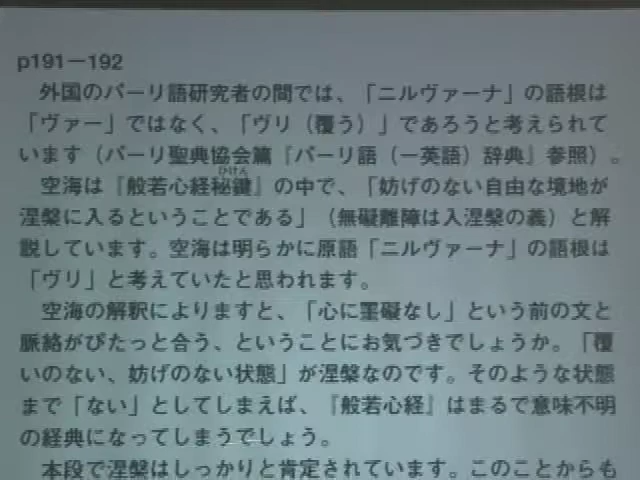 p191－192
外国のパーリ語研究者の間では、「ニルヴァーナ」の語根は
「ヴァー」ではなく、「ヴリ（覆う）」であろうと考えられて
います（パーリ聖典協会篇『パーリ語（－英語）辞典』参照）。
ひけん
空海は『般若心経秘鍵』の中で、「妨げのない自由な境地が
涅槃に入るということである」（無礙離障は入涅槃の義）と解
説しています。空海は明らかに原語「ニルヴァーナ」の語根は
「ヴリ」と考えていたと思われます。
空海の解釈によりますと、「心に罣礙なし」という前の文と
脈絡がぴたっと合う、ということにお気づきでしょうか。「覆
いのない、妨げのない状態」が涅槃なのです。そのような状態
まで「ない」としてしまえば、『般若心経』はまるで意味不明
の経典になってしまうでしょう。
本段で涅槃はしっかりと肯定されています。このことからも